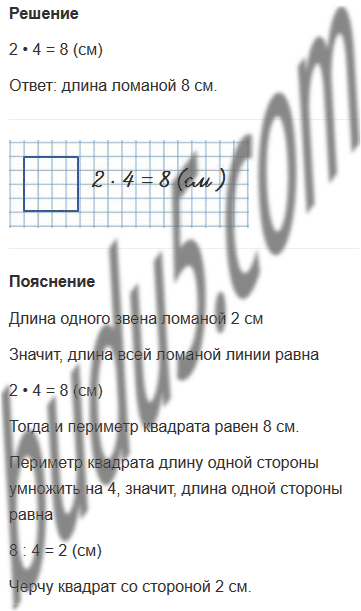 Решение
2 • 4 = 8 (см)
Ответ: длина ломаной 8 см.
2 · 4 = 8 (см)
Пояснение
Длина одного звена ломаной 2 см
Значит, длина всей ломаной линии равна
2 • 4 = 8 (см)
Тогда и периметр квадрата равен 8 см.
Периметр квадрата длину одной стороны
умножить на 4, значит, длина одной стороны
равна
8 : 4 = 2 (см)
Черчу квадрат со стороной 2 см.
budu5.com